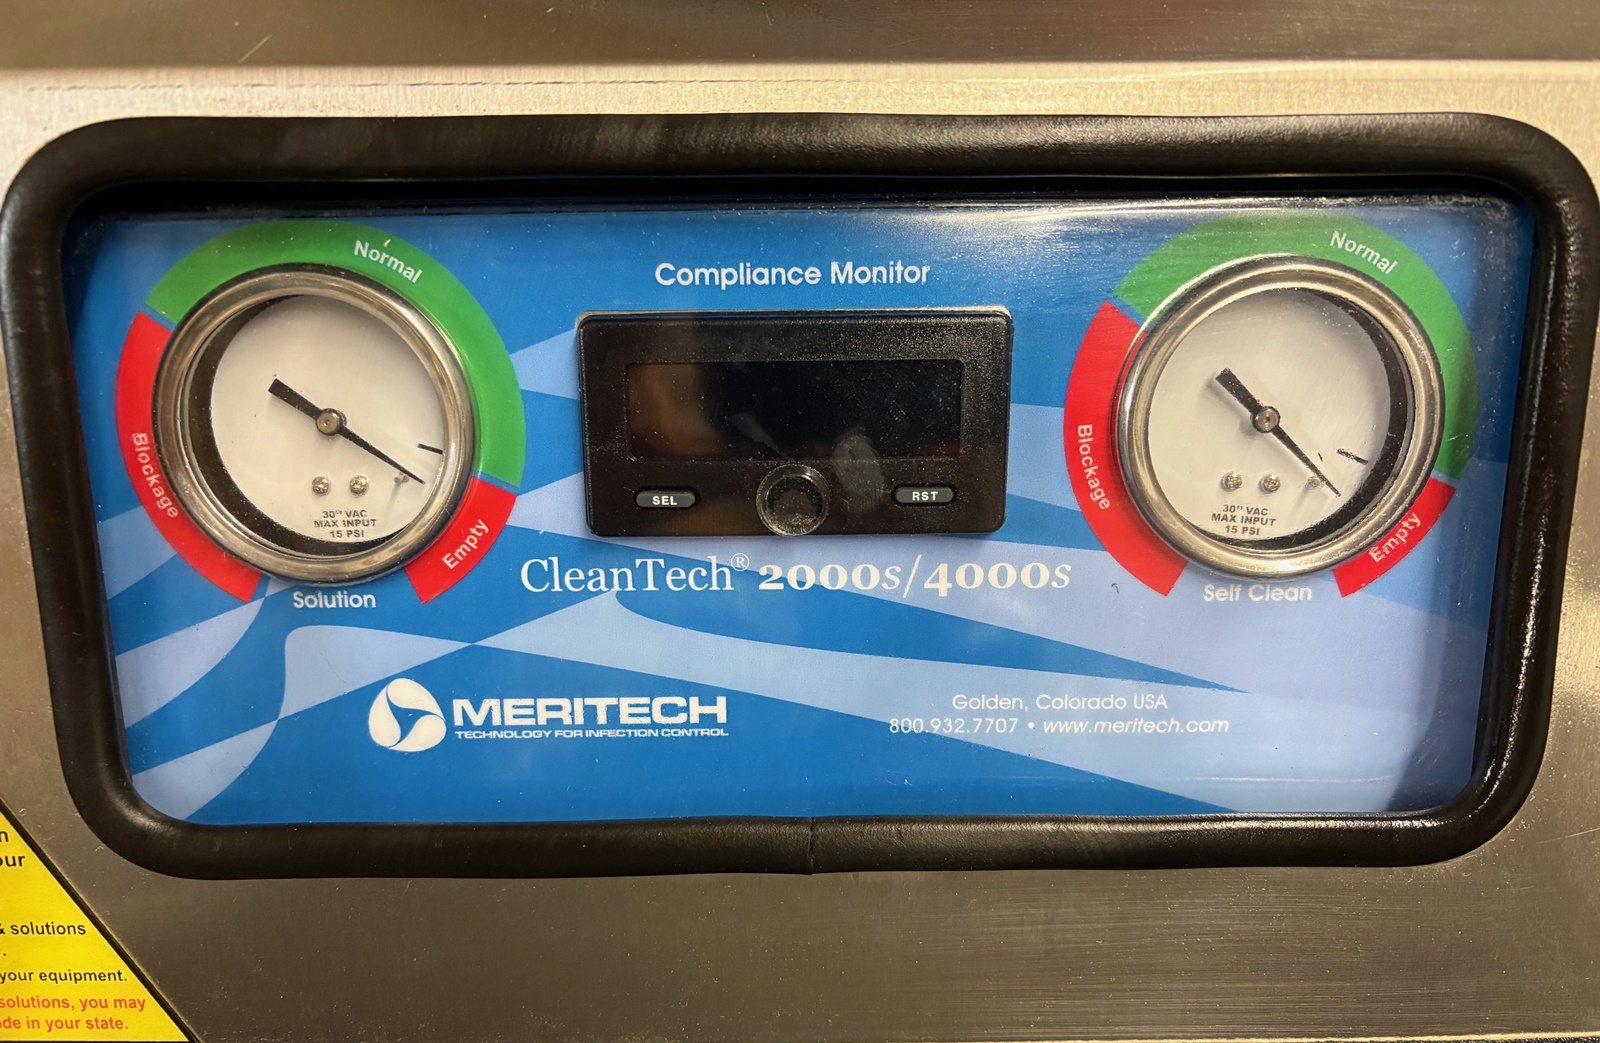 Normal
Blockage
Empty
30" VAC
MAX INPUT
15 PSI
Solution
Compliance Monitor
SEL
RST
CleanTech® 2000s/4000s
Normal
Blockage
Empty
30" VAC
MAX INPUT
15 PSI
Self Clean
MERITECH
TECHNOLOGY FOR INFECTION CONTROL
Golden, Colorado USA
800.932.7707 • www.meritech.com
& solutions
your equipment.
solutions, you may
in your state.